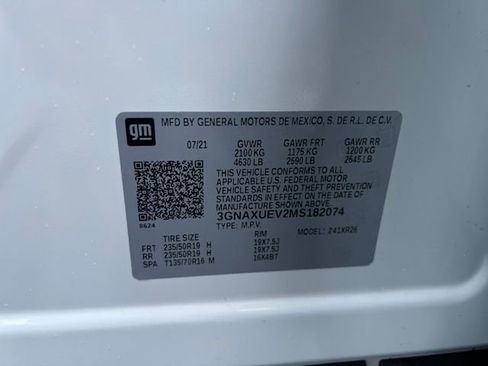 gm MFD BY GENERAL MOTORS DE MEXICO, S. DE R.L. DE C.V.
07/21 GVWR GAWR FRT GAWR RR
2100 KG 1175 KG 1200 KG
4630 LB 2590 LB 2645 LB
THIS VEHICLE CONFORMS TO ALL
APPLICABLE U.S. FEDERAL MOTOR
VEHICLE SAFETY AND THEFT PREVENTION
STANDARDS IN EFFECT ON THE DATE OF
MANUFACTURE SHOWN ABOVE.
3GNAXUEV2MS182074
8624 TYPE: M.P.V. MODEL: 241XR26
TIRE SIZE RIM
FRT 235/50R19 H 19X7.5J
RR 235/50R19 H 19X7.5J
SPA T135/70R16 M 16X4BT